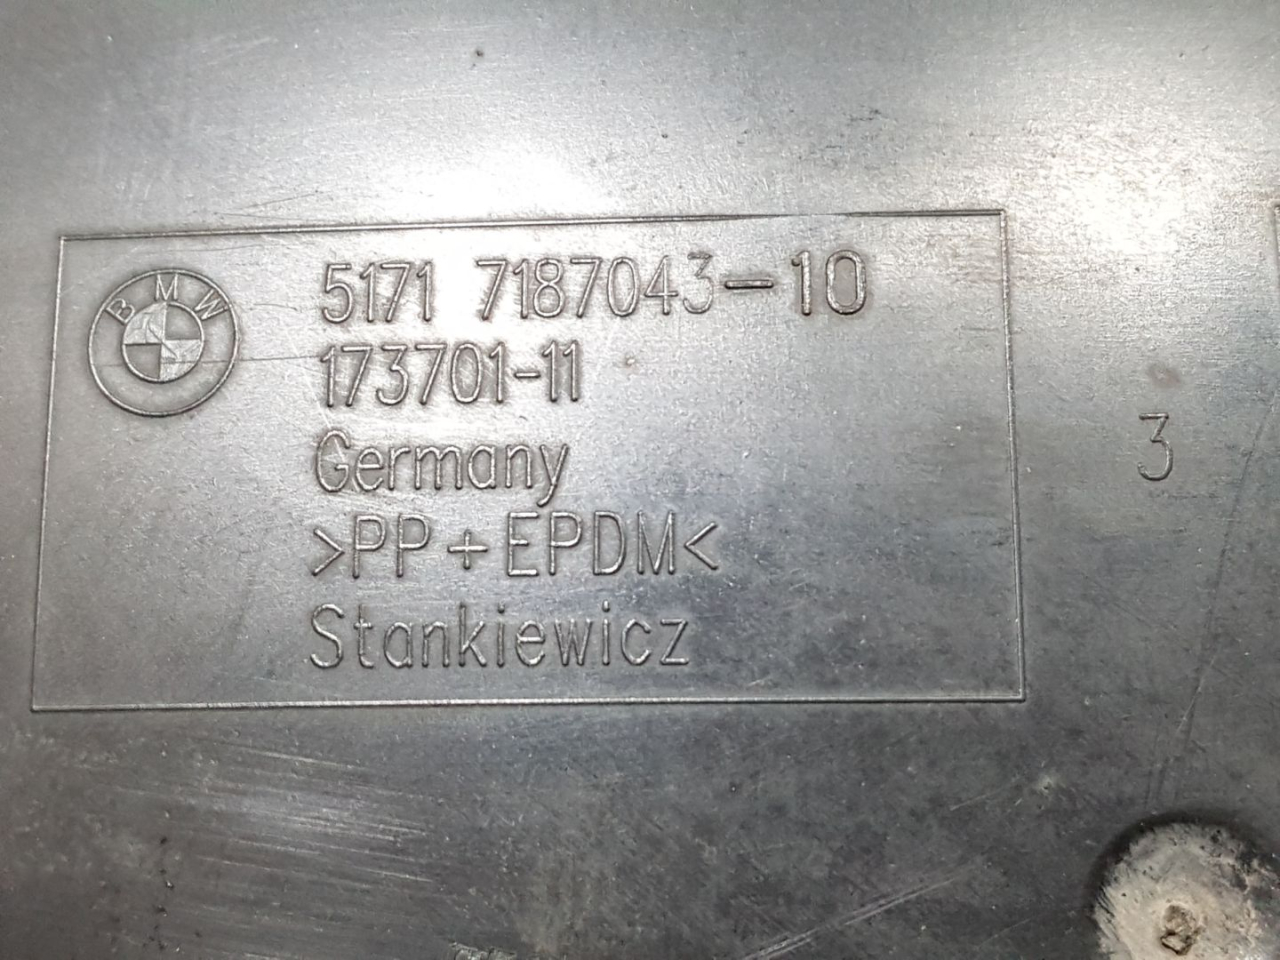 BMW
5171 7187043-10
173701-11
Germany
>PP+EPDM<
Stankiewicz
3